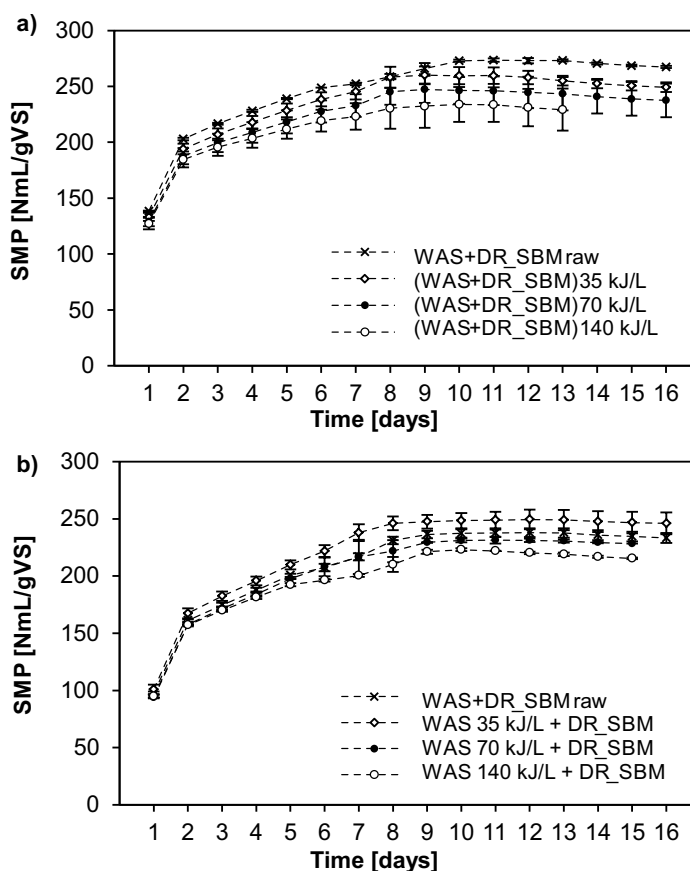 a)
300
250
200
150
100
50
0
SMP [NmL/gVS]
WAS+DR_SBM raw
(WAS+DR_SBM)35 kJ/L
(WAS+DR_SBM)70 kJ/L
(WAS+DR_SBM)140 kJ/L
1 2 3 4 5 6 7 8 9 10 11 12 13 14 15 16
Time [days]
b)
300
250
200
150
100
50
0
SMP [NmL/gVS]
WAS+DR_SBM raw
WAS 35 kJ/L + DR_SBM
WAS 70 kJ/L + DR_SBM
WAS 140 kJ/L + DR_SBM
1 2 3 4 5 6 7 8 9 10 11 12 13 14 15 16
Time [days]